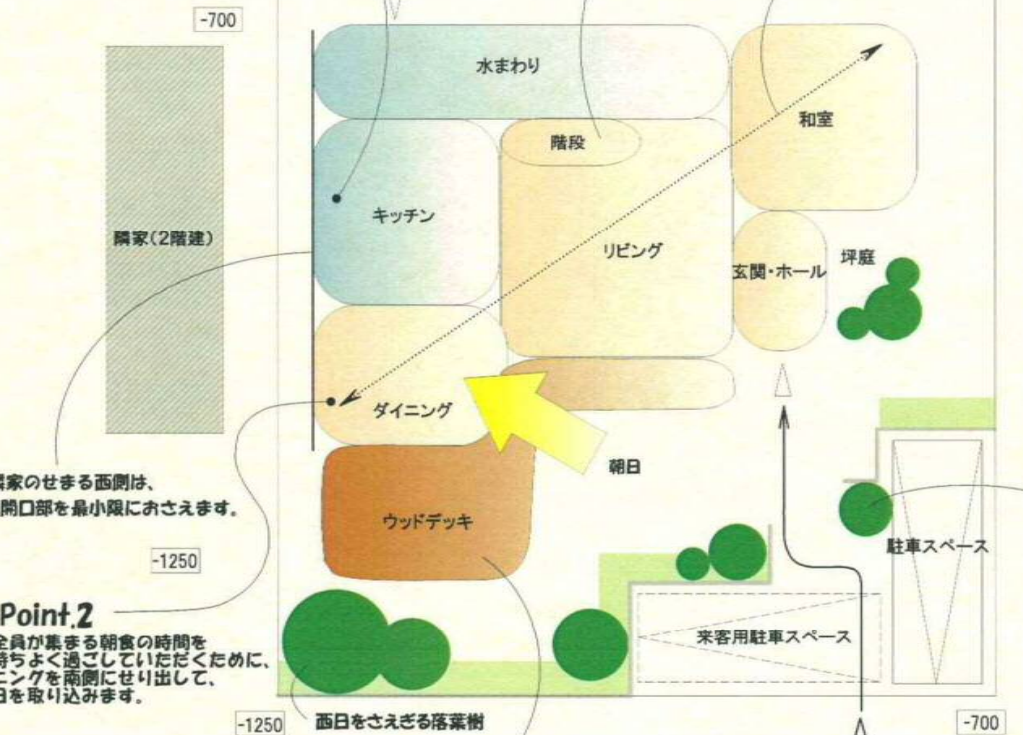 -700
水まわり
和室
階段
キッチン
隣家(2階建)
リビング
玄関・ホール
坪庭
ダイニング
朝日
隣家のせまる西側は、
開口部を最小限におさえます。
ウッドデッキ
駐車スペース
-1250
Point.2
全員が集まる朝食の時間を
持ちよく過ごしていただくために、
ニングを南側にせり出して、
日を取り込みます。
来客用駐車スペース
-1250
西日をさえぎる落葉樹
-700